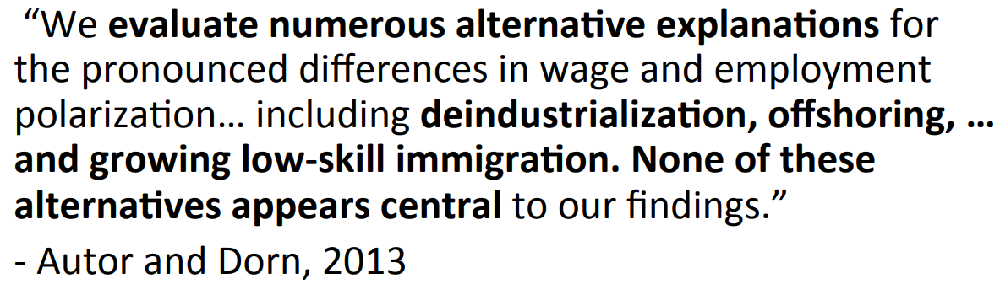 “We evaluate numerous alternative explanations for
the pronounced differences in wage and employment
polarization… including deindustrialization, offshoring, …
and growing low-skill immigration. None of these
alternatives appears central to our findings.”
- Autor and Dorn, 2013